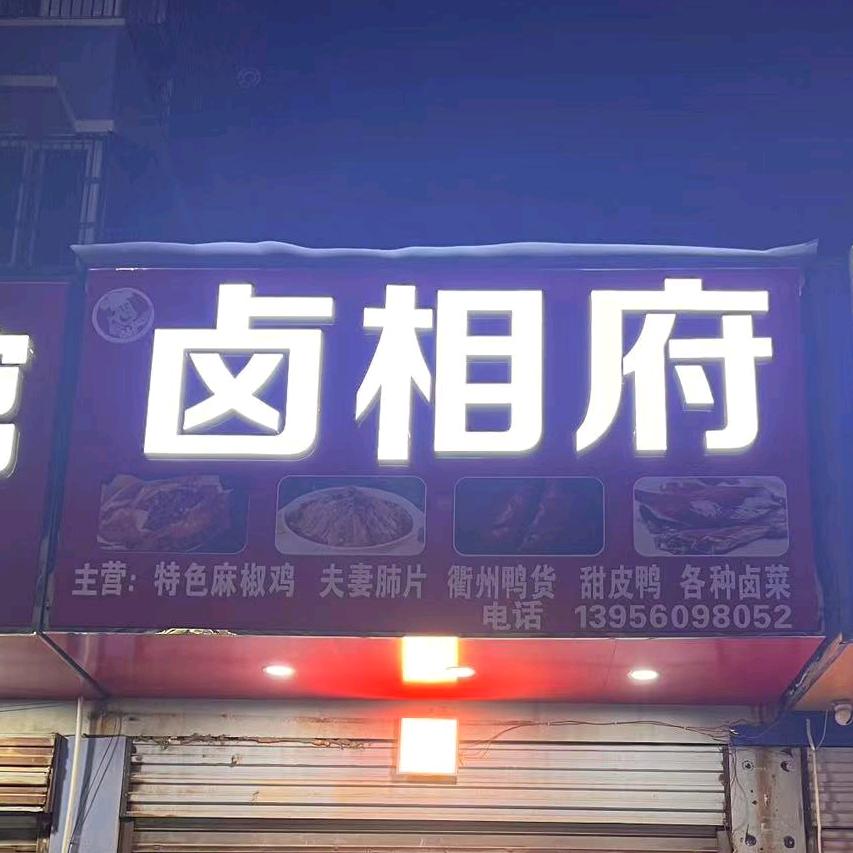 卤相府
主营：特色麻椒鸡 夫妻肺片 衢州鸭货 甜皮鸭 各种卤菜
电话 13956098052